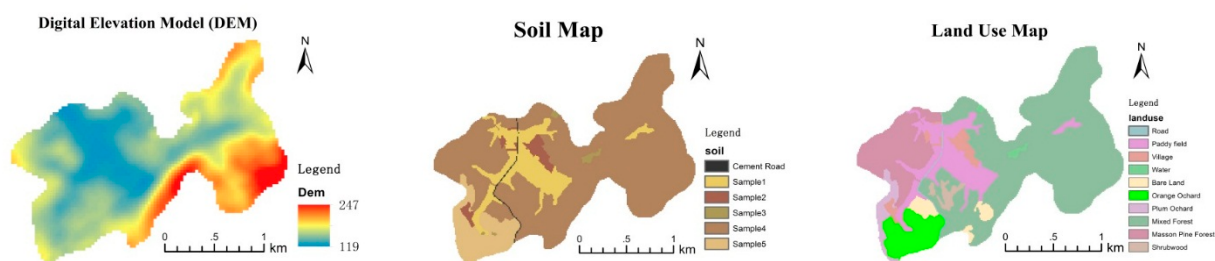 Digital Elevation Model (DEM)
N
Legend
Dem
247
119
0 .5 1
km
Soil Map
N
Legend
soil
Cement Road
Sample1
Sample2
Sample3
Sample4
Sample5
0 .5 1
km
Land Use Map
N
Legend
landuse
Road
Paddy field
Village
Water
Bare Land
Orange Ochard
Plum Ochard
Mixed Forest
Masson Pine Forest
Shrubwood
0 .5 1
km